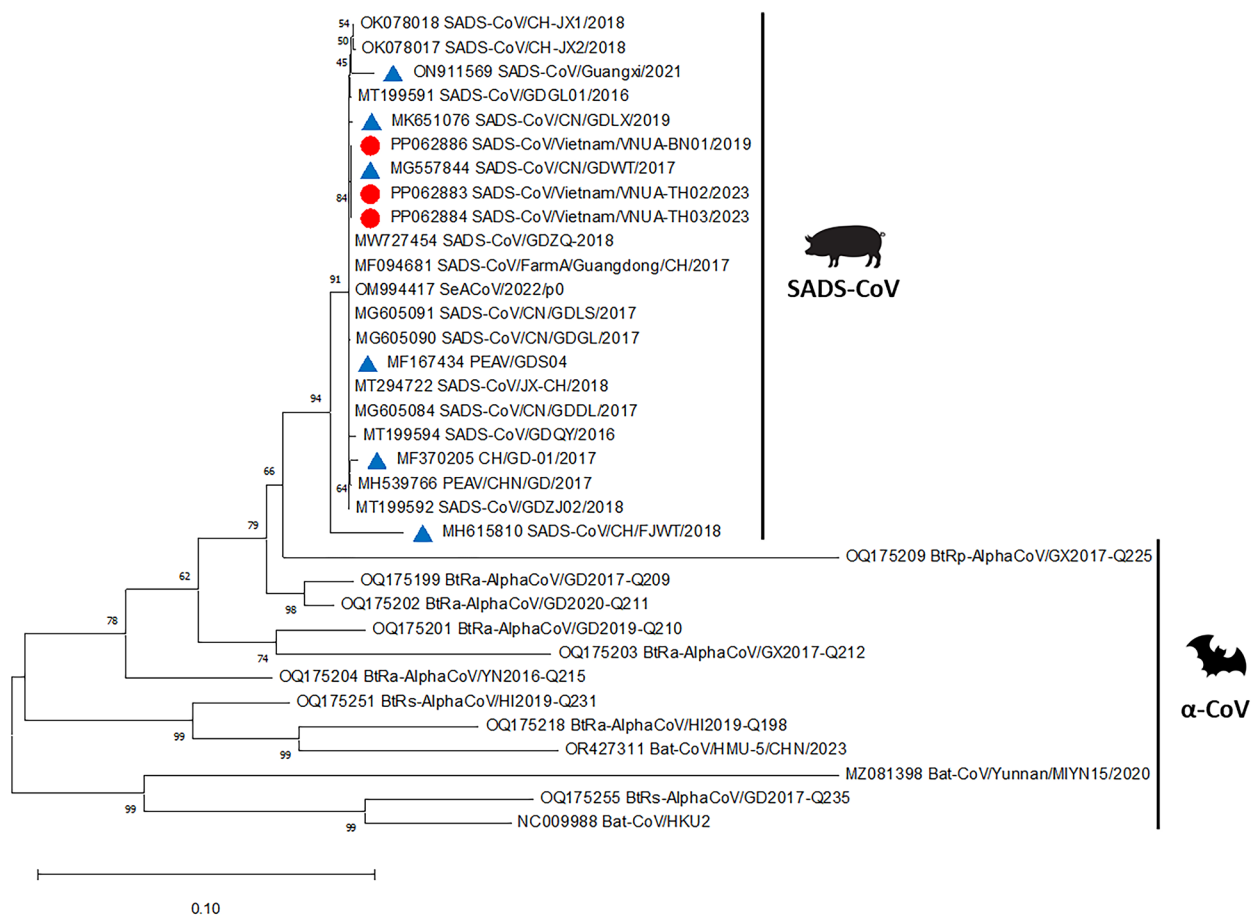 54
OK078018 SADS-CoV/CH-JX1/2018
50
OK078017 SADS-CoV/CH-JX2/2018
45
ON911569 SADS-CoV/Guangxi/2021
MT199591 SADS-CoV/GDGL01/2016
MK651076 SADS-CoV/CN/GDLX/2019
PP062886 SADS-CoV/Vietnam/VNUA-BN01/2019
MG557844 SADS-CoV/CN/GDWT/2017
84
PP062883 SADS-CoV/Vietnam/VNUA-TH02/2023
PP062884 SADS-CoV/Vietnam/VNUA-TH03/2023
MW727454 SADS-CoV/GDZQ-2018
MF094681 SADS-CoV/FarmA/Guangdong/CH/2017
91
OM994417 SeACoV/2022/p0
SADS-CoV
MG605091 SADS-CoV/CN/GDLS/2017
MG605090 SADS-CoV/CN/GDGL/2017
MF167434 PEAV/GDS04
MT294722 SADS-CoV/JX-CH/2018
94
MG605084 SADS-CoV/CN/GDDL/2017
MT199594 SADS-CoV/GDQY/2016
MF370205 CH/GD-01/2017
66
MH539766 PEAV/CHN/GD/2017
64
MT199592 SADS-CoV/GDZJ02/2018
79
MH615810 SADS-CoV/CH/FJWT/2018
OQ175209 BtRp-AlphaCoV/GX2017-Q225
62
OQ175199 BtRa-AlphaCoV/GD2017-Q209
98
OQ175202 BtRa-AlphaCoV/GD2020-Q211
78
OQ175201 BtRa-AlphaCoV/GD2019-Q210
74
OQ175203 BtRa-AlphaCoV/GX2017-Q212
OQ175204 BtRa-AlphaCoV/YN2016-Q215
OQ175251 BtRs-AlphaCoV/HI2019-Q231
α-CoV
99
OQ175218 BtRa-AlphaCoV/HI2019-Q198
99
OR427311 Bat-CoV/HMU-5/CHN/2023
MZ081398 Bat-CoV/Yunnan/MlYN15/2020
99
OQ175255 BtRs-AlphaCoV/GD2017-Q235
99
NC009988 Bat-CoV/HKU2
0.10